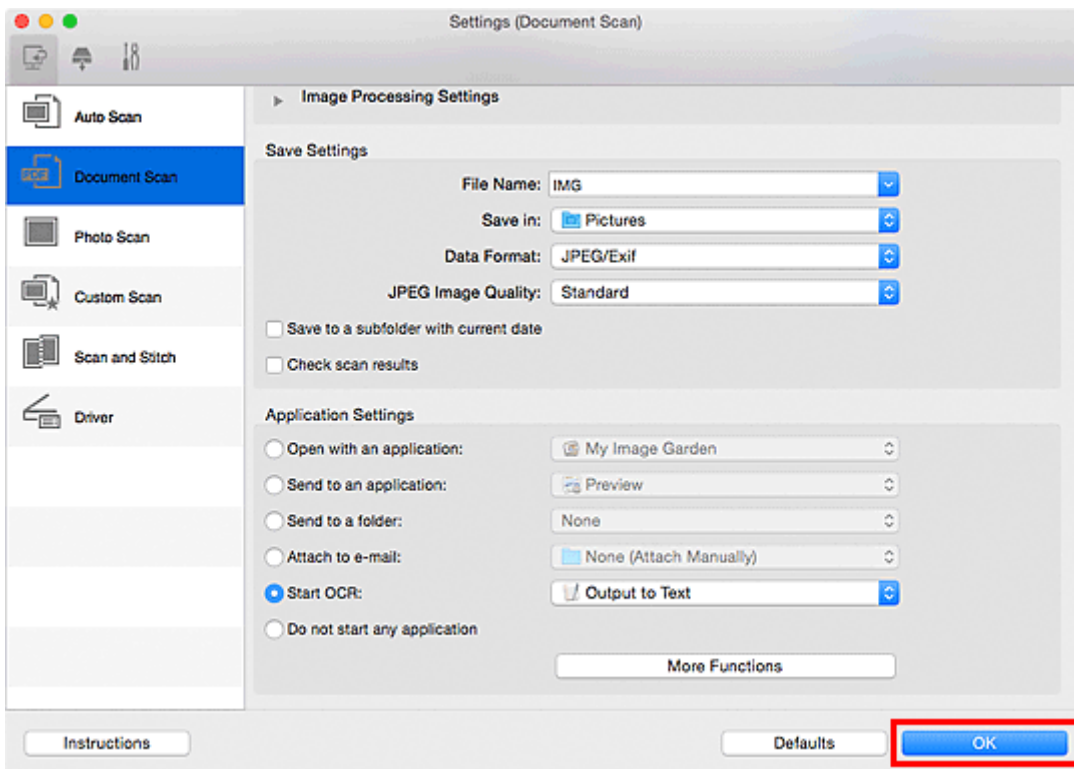 Settings (Document Scan)
Auto Scan
Document Scan
Photo Scan
Custom Scan
Scan and Stitch
Driver
Image Processing Settings
Save Settings
File Name: IMG
Save in: Pictures
Data Format: JPEG/Exif
JPEG Image Quality: Standard
Save to a subfolder with current date
Check scan results
Application Settings
Open with an application: My Image Garden
Send to an application: Preview
Send to a folder: None
Attach to e-mail: None (Attach Manually)
Start OCR: Output to Text
Do not start any application
More Functions
Instructions
Defaults
OK